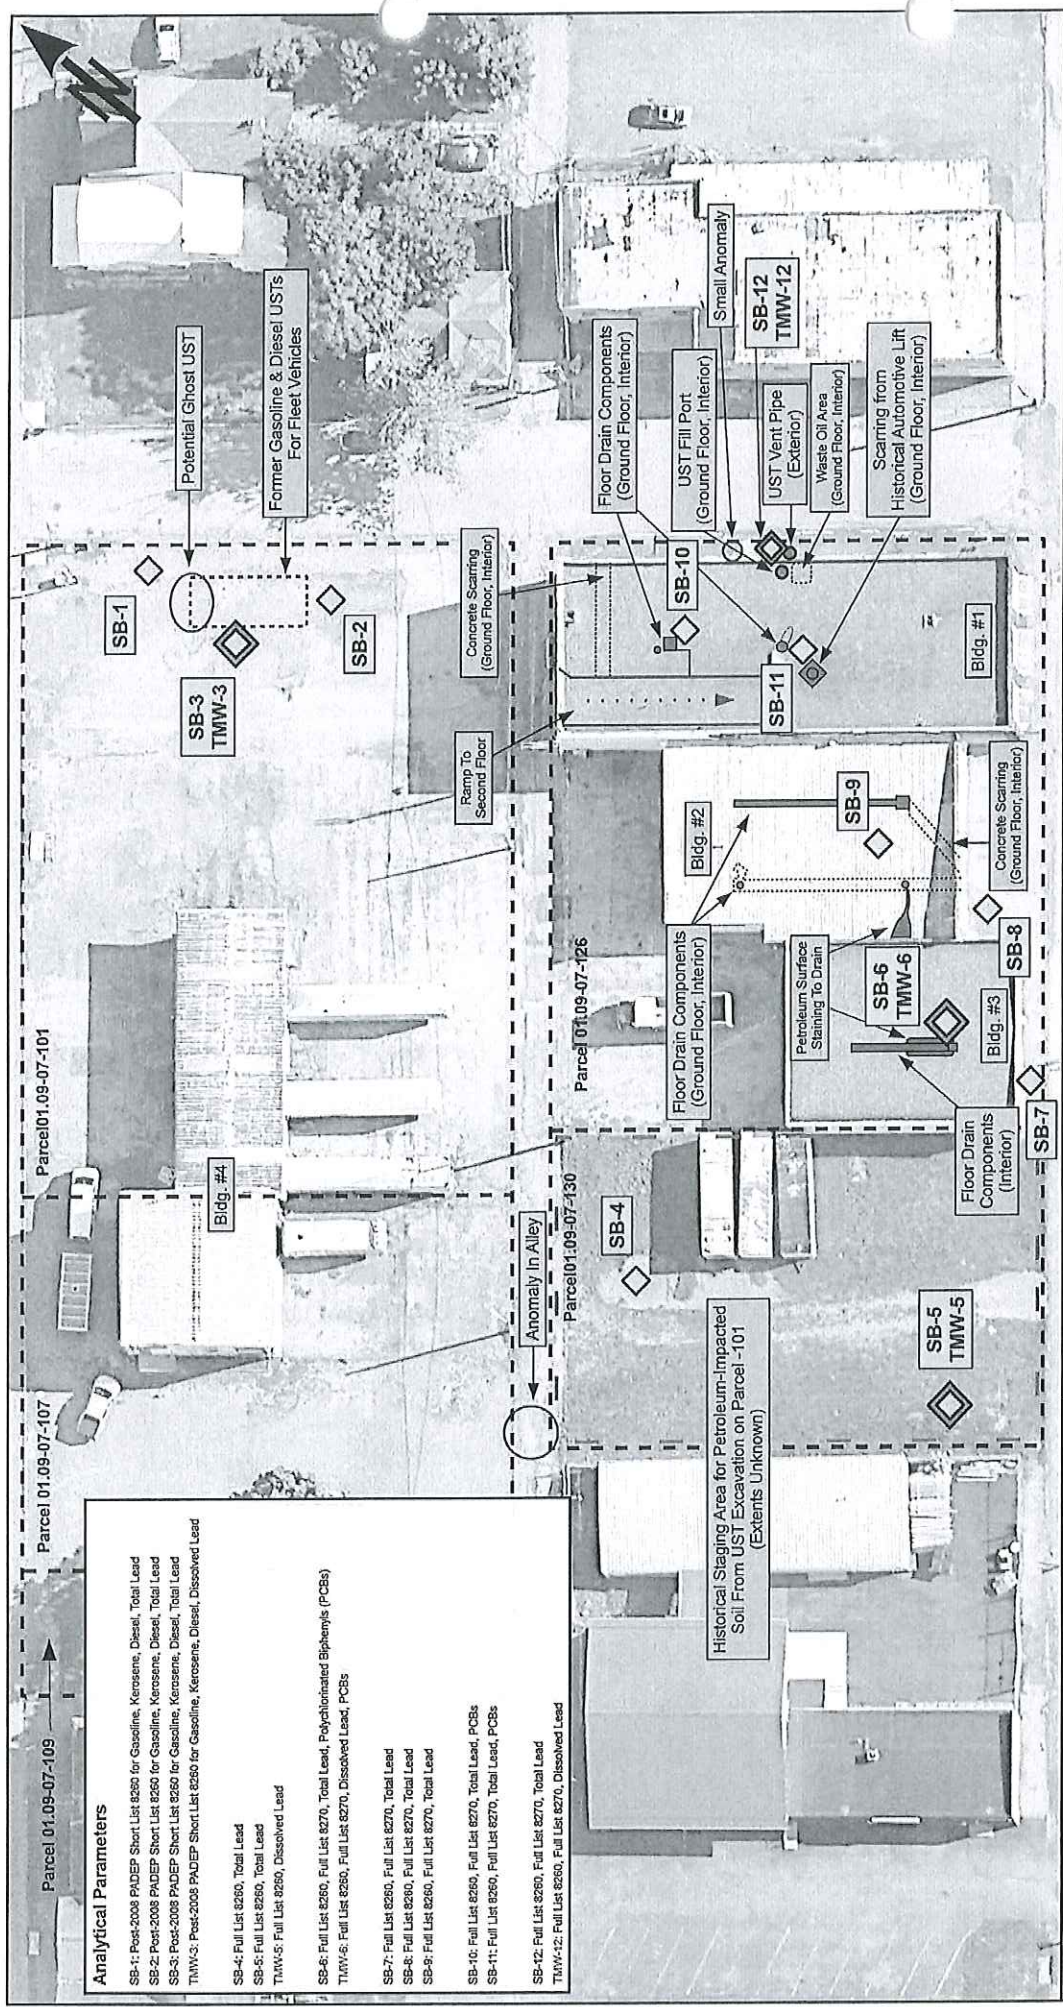 Parcel 01.09-07-109
Parcel 01.09-07-107
Parcel01.09-07-101
Potential Ghost UST
Former Gasoline & Diesel USTs
For Fleet Vehicles
SB-1
SB-2
SB-3
TMW-3
Bldg. #4
Anomaly In Alley
Ramp To
Second Floor
Concrete Scarring
(Ground Floor, Interior)
Floor Drain Components
(Ground Floor, Interior)
UST Fill Port
(Ground Floor, Interior)
Small Anomaly
SB-12
TMW-12
UST Vent Pipe
(Exterior)
Waste Oil Area
(Ground Floor, Interior)
Scarring from
Historical Automotive Lift
(Ground Floor, Interior)
SB-10
SB-11
Bldg. #1
Parcel 01.09-07-126
Bldg. #2
SB-9
Floor Drain Components
(Ground Floor, Interior)
Concrete Scarring
(Ground Floor, Interior)
SB-8
Petroleum Surface
Staining To Drain
SB-6
TMW-6
Bldg. #3
Floor Drain
Components
(Interior)
SB-7
Parcel01.09-07-130
SB-4
SB-5
TMW-5
Historical Staging Area for Petroleum-Impacted
Soil From UST Excavation on Parcel -101
(Extents Unknown)
Analytical Parameters
SB-1: Post-2008 PADEP Short List 8260 for Gasoline, Kerosene, Diesel, Total Lead
SB-2: Post-2008 PADEP Short List 8260 for Gasoline, Kerosene, Diesel, Total Lead
SB-3: Post-2008 PADEP Short List 8260 for Gasoline, Kerosene, Diesel, Total Lead
TMW-3: Post-2008 PADEP Short List 8260 for Gasoline, Kerosene, Diesel, Dissolved Lead
SB-4: Full List 8260, Total Lead
SB-5: Full List 8260, Total Lead
TMW-5: Full List 8260, Dissolved Lead
SB-6: Full List 8260, Full List 8270, Total Lead, Polychlorinated Biphenyls (PCBs)
TMW-6: Full List 8260, Full List 8270, Dissolved Lead, PCBs
SB-7: Full List 8260, Full List 8270, Total Lead
SB-8: Full List 8260, Full List 8270, Total Lead
SB-9: Full List 8260, Full List 8270, Total Lead
SB-10: Full List 8260, Full List 8270, Total Lead, PCBs
SB-11: Full List 8260, Full List 8270, Total Lead, PCBs
SB-12: Full List 8260, Full List 8270, Total Lead
TMW-12: Full List 8260, Full List 8270, Dissolved Lead
N